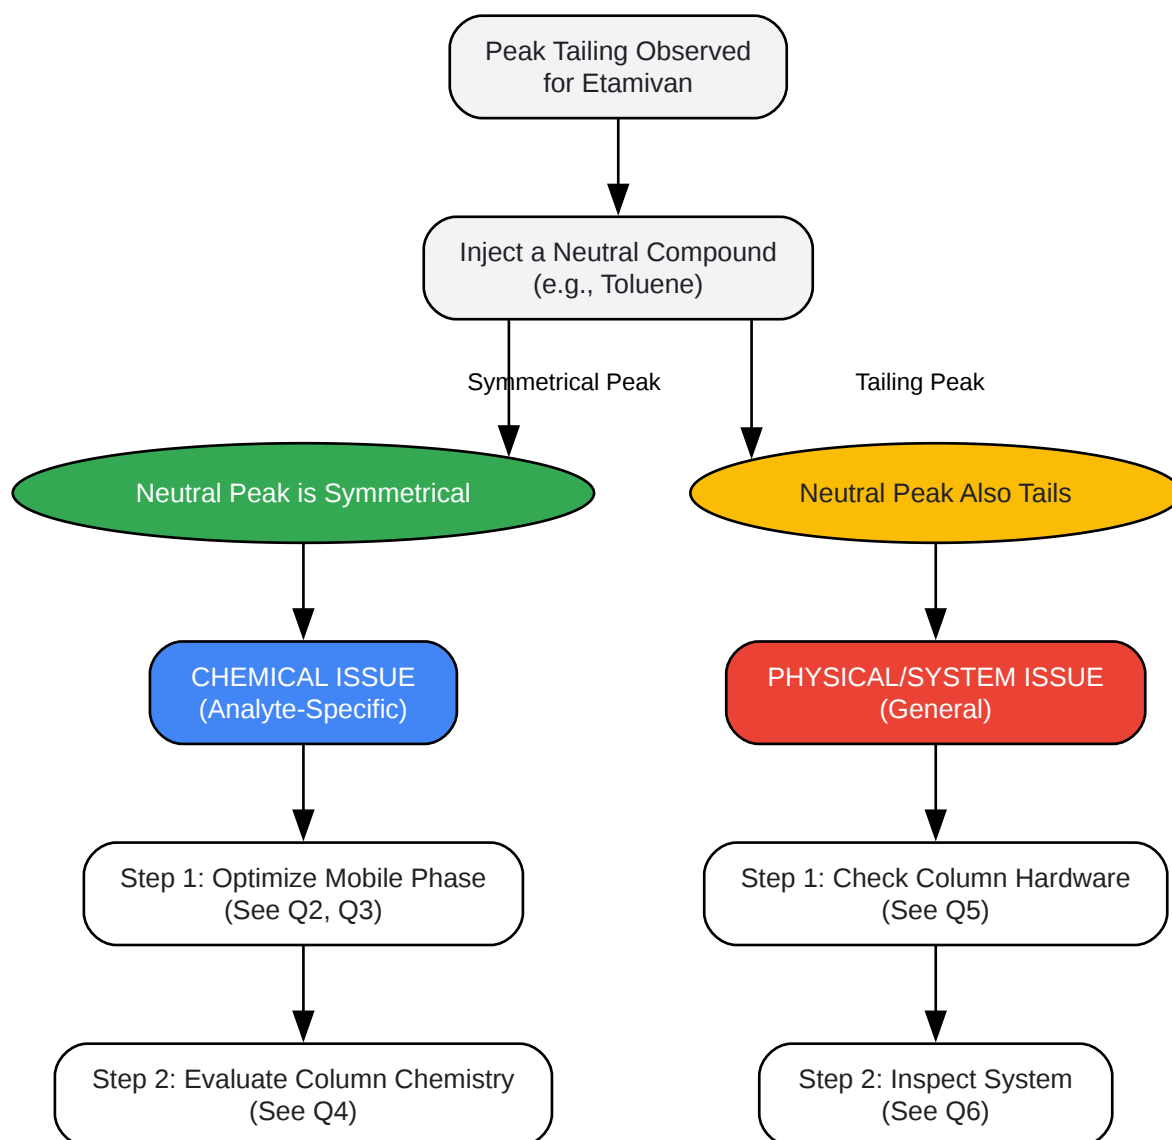 Peak Tailing Observed
for Etamivan
Inject a Neutral Compound
(e.g., Toluene)
Symmetrical Peak
Tailing Peak
Neutral Peak is Symmetrical
Neutral Peak Also Tails
CHEMICAL ISSUE
(Analyte-Specific)
PHYSICAL/SYSTEM ISSUE
(General)
Step 1: Optimize Mobile Phase
(See Q2, Q3)
Step 1: Check Column Hardware
(See Q5)
Step 2: Evaluate Column Chemistry
(See Q4)
Step 2: Inspect System
(See Q6)